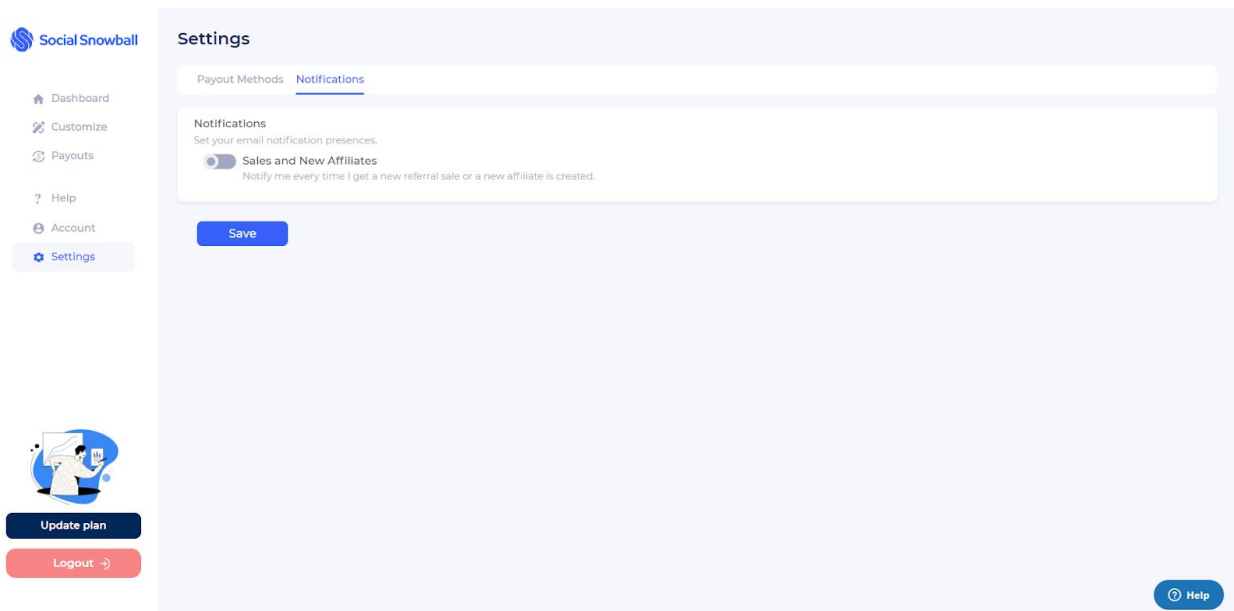 Social Snowball
Dashboard
Customize
Payouts
? Help
Account
Settings
Update plan
Logout
Settings
Payout Methods Notifications
Notifications
Set your email notification presences.
Sales and New Affiliates
Notify me every time I get a new referral sale or a new affiliate is created.
Save
? Help